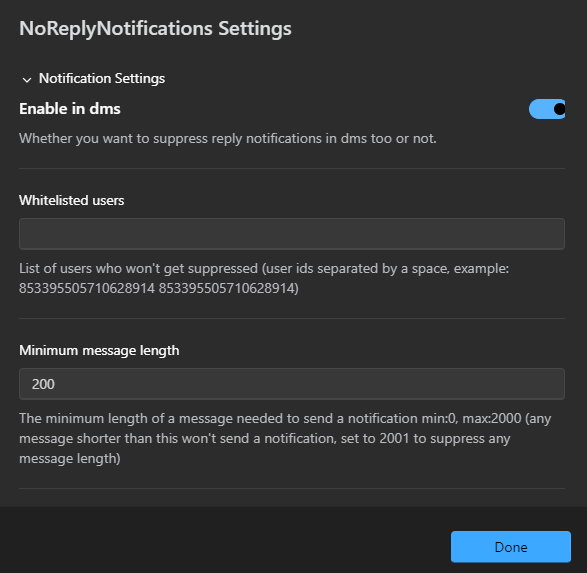 NoReplyNotifications Settings
Notification Settings
Enable in dms
Whether you want to suppress reply notifications in dms too or not.
Whitelisted users
List of users who won't get suppressed (user ids separated by a space, example:
853395505710628914 853395505710628914)
Minimum message length
200
The minimum length of a message needed to send a notification min:0, max:2000 (any
message shorter than this won't send a notification, set to 2001 to suppress any
message length)
Done